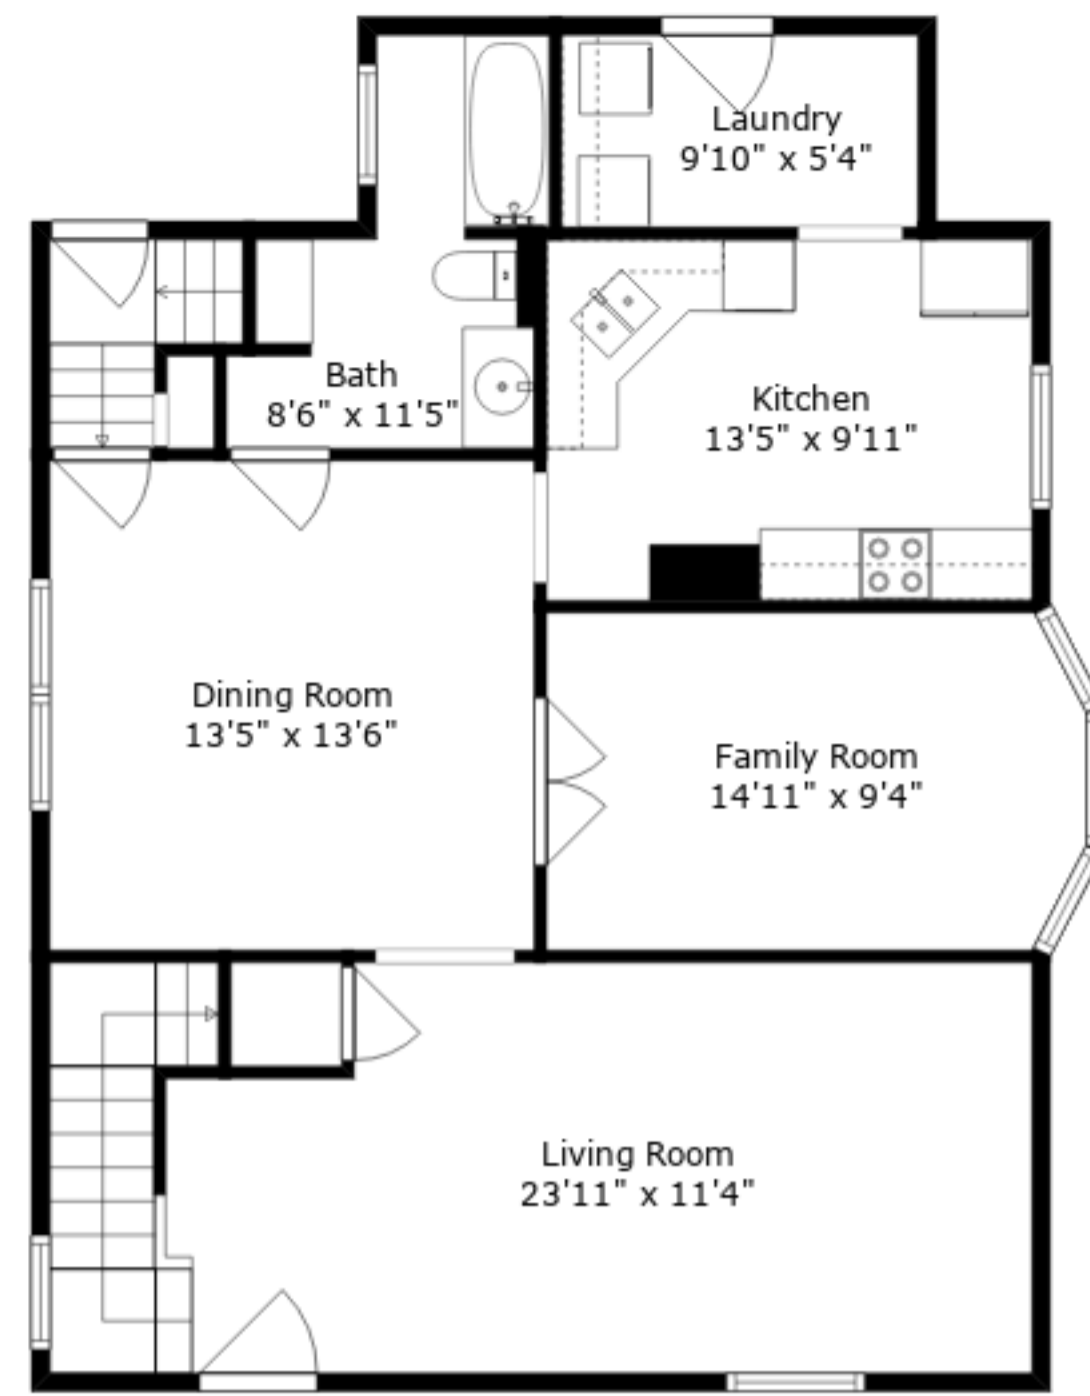 Laundry
9'10" x 5'4"
Bath
8'6" x 11'5"
Kitchen
13'5" x 9'11"
Dining Room
13'5" x 13'6"
Family Room
14'11" x 9'4"
Living Room
23'11" x 11'4"